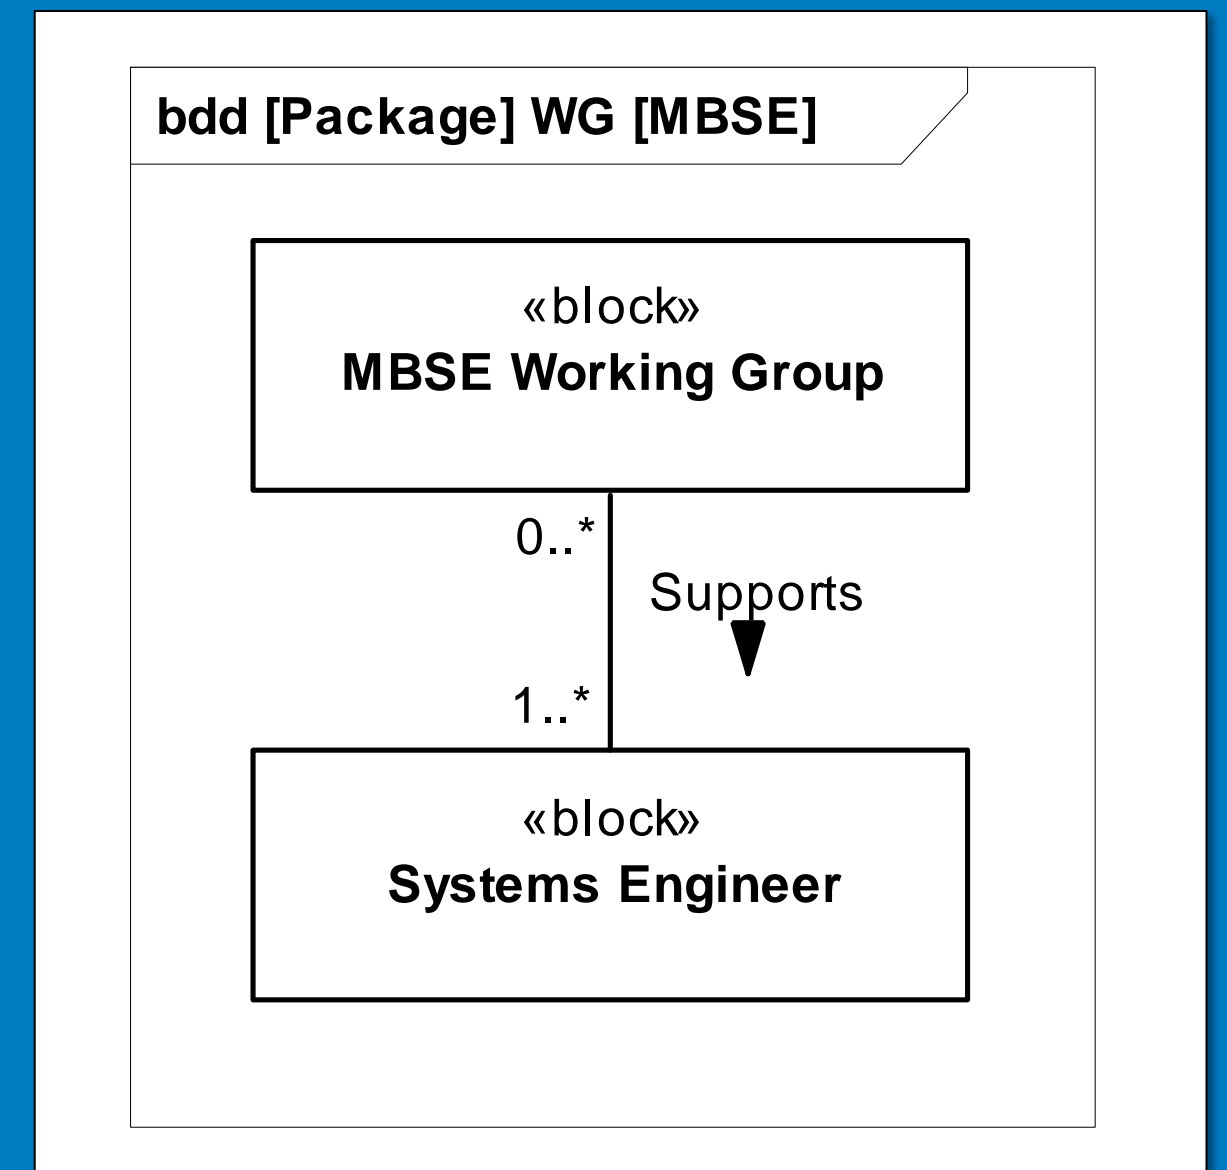 bdd [Package] WG [MBSE]
«block»
MBSE Working Group
0..*
Supports
1..*
«block»
Systems Engineer